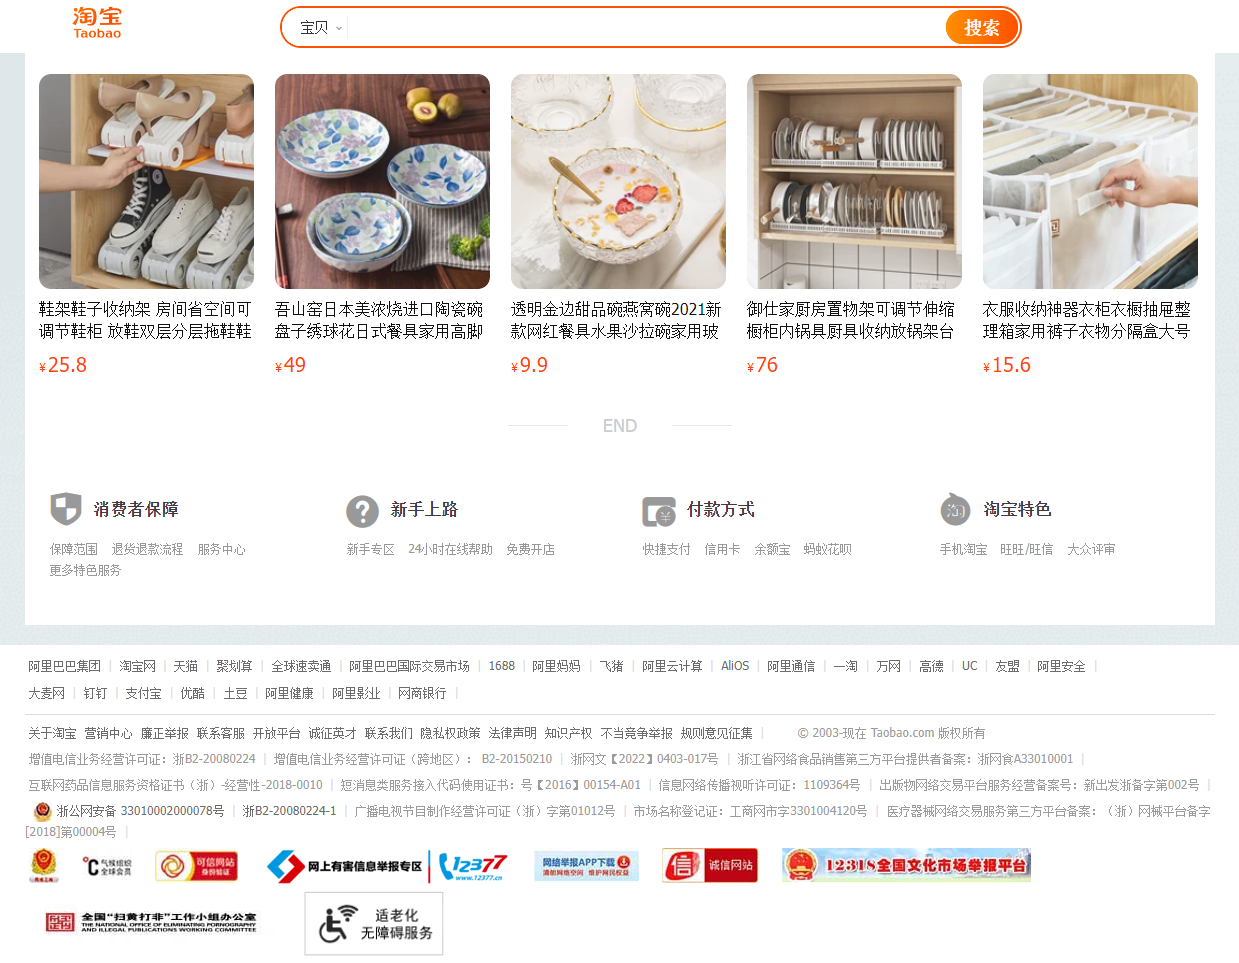 淘宝
Taobao
宝贝
搜索
鞋架鞋子收纳架 房间省空间可
调节鞋柜 放鞋双层分层拖鞋鞋
¥25.8
吾山窑日本美浓烧进口陶瓷碗
盘子绣球花日式餐具家用高脚
¥49
透明金边甜品碗燕窝碗2021新
款网红餐具水果沙拉碗家用玻
¥9.9
御仕家厨房置物架可调节伸缩
橱柜内锅具厨具收纳放锅架台
¥76
衣服收纳神器衣柜衣橱抽屉整
理箱家用裤子衣物分隔盒大号
¥15.6
END
消费者保障
保障范围 退货退款流程 服务中心
更多特色服务
新手上路
新手专区 24小时在线帮助 免费开店
付款方式
快捷支付 信用卡 余额宝 蚂蚁花呗
淘宝特色
手机淘宝 旺旺/旺信 大众评审
阿里巴巴集团 | 淘宝网 | 天猫 | 聚划算 | 全球速卖通 | 阿里巴巴国际交易市场 | 1688 | 阿里妈妈 | 飞猪 | 阿里云计算 | AliOS | 阿里通信 | 一淘 | 万网 | 高德 | UC | 友盟 | 阿里安全 |
大麦网 | 钉钉 | 支付宝 | 优酷 | 土豆 | 阿里健康 | 阿里影业 | 网商银行 |
关于淘宝 营销中心 廉正举报 联系客服 开放平台 诚征英才 联系我们 隐私权政策 法律声明 知识产权 不当竞争举报 规则意见征集 | © 2003-现在 Taobao.com 版权所有
增值电信业务经营许可证：浙B2-20080224 | 增值电信业务经营许可证（跨地区）： B2-20150210 | 浙网文【2022】0403-017号 | 浙江省网络食品销售第三方平台提供者备案：浙网食A33010001 |
互联网药品信息服务资格证书（浙）-经营性-2018-0010 | 短消息类服务接入代码使用证书：号【2016】00154-A01 | 信息网络传播视听许可证：1109364号 | 出版物网络交易平台服务经营备案号：新出发浙备字第002号 |
浙公网安备 33010002000078号 | 浙B2-20080224-1 | 广播电视节目制作经营许可证（浙）字第01012号 | 市场名称登记证：工商网市字3301004120号 | 医疗器械网络交易服务第三方平台备案：（浙）网械平台备字
[2018]第00004号 |
℃ 气候组织
全球会员
可信网站
身份验证
网上有害信息举报专区
12377
www.12377.cn
网络举报APP下载
清朗网络空间 维护网民权益
信 诚信网站
12318全国文化市场举报平台
全国“扫黄打非”工作小组办公室
THE NATIONAL OFFICE OF ELIMINATING PORNOGRAPHY
AND ILLEGAL PUBLICATIONS WORKING COMMITTEE
适老化
无障碍服务